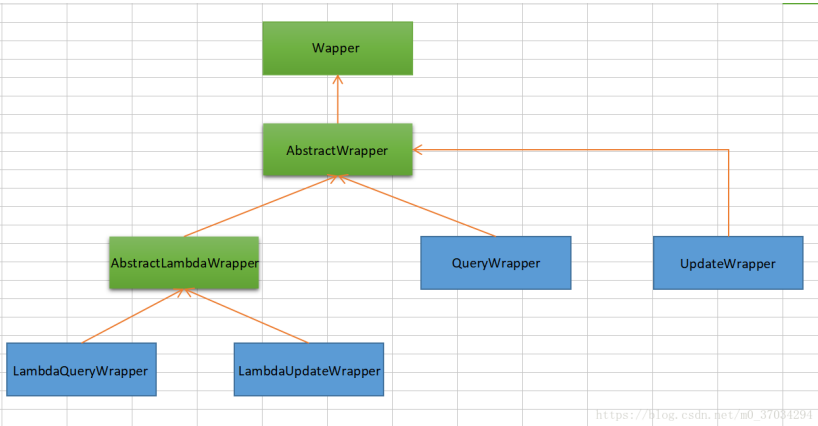 Wapper
AbstractWrapper
AbstractLambdaWrapper
QueryWrapper
UpdateWrapper
LambdaQueryWrapper
LambdaUpdateWrapper
https://blog.csdn.net/m0_37034294